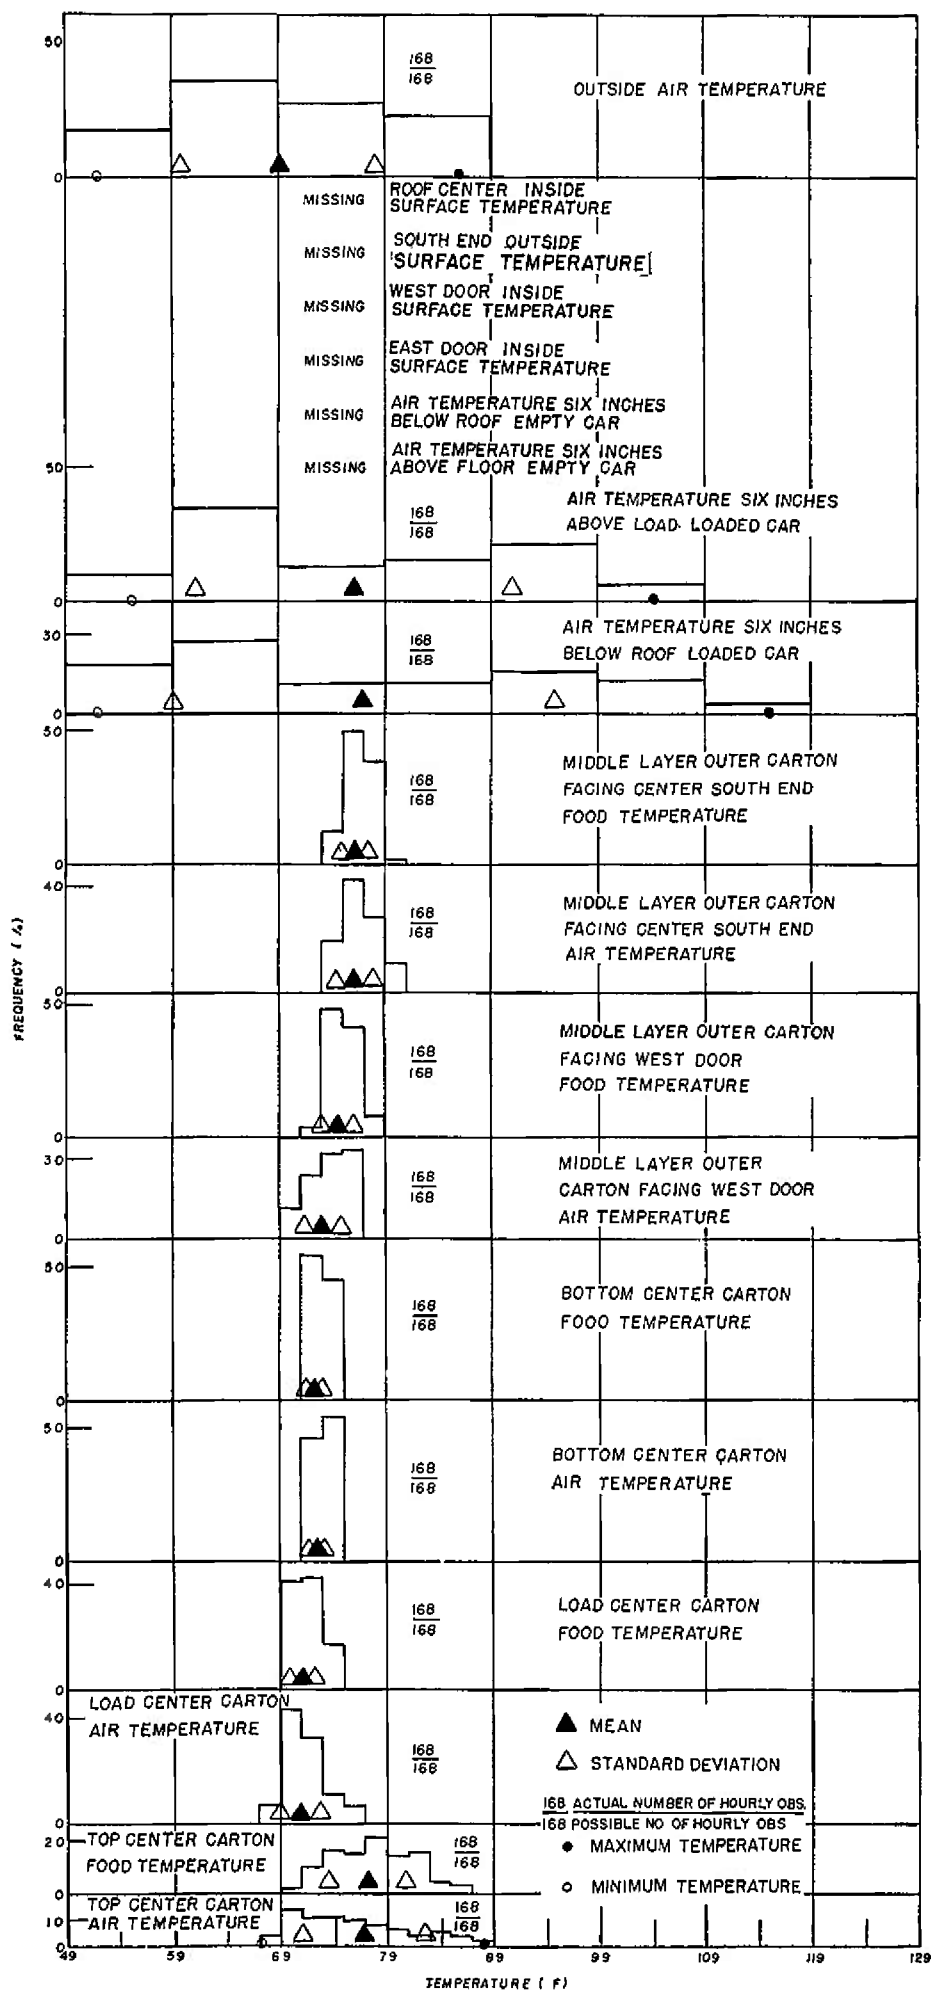 50
168
168
OUTSIDE AIR TEMPERATURE
0
MISSING
ROOF CENTER INSIDE
SURFACE TEMPERATURE
MISSING
SOUTH END OUTSIDE
SURFACE TEMPERATURE
MISSING
WEST DOOR INSIDE
SURFACE TEMPERATURE
MISSING
EAST DOOR INSIDE
SURFACE TEMPERATURE
MISSING
AIR TEMPERATURE SIX INCHES
BELOW ROOF EMPTY CAR
MISSING
AIR TEMPERATURE SIX INCHES
ABOVE FLOOR EMPTY CAR
50
168
168
AIR TEMPERATURE SIX INCHES
ABOVE LOAD LOADED CAR
0
30
168
168
AIR TEMPERATURE SIX INCHES
BELOW ROOF LOADED CAR
0
50
168
168
MIDDLE LAYER OUTER CARTON
FACING CENTER SOUTH END
FOOD TEMPERATURE
0
40
168
168
MIDDLE LAYER OUTER CARTON
FACING CENTER SOUTH END
AIR TEMPERATURE
0
FREQUENCY (%)
50
168
168
MIDDLE LAYER OUTER CARTON
FACING WEST DOOR
FOOD TEMPERATURE
0
30
168
168
MIDDLE LAYER OUTER
CARTON FACING WEST DOOR
AIR TEMPERATURE
0
50
168
168
BOTTOM CENTER CARTON
FOOD TEMPERATURE
0
50
168
168
BOTTOM CENTER CARTON
AIR TEMPERATURE
0
40
168
168
LOAD CENTER CARTON
FOOD TEMPERATURE
0
LOAD CENTER CARTON
AIR TEMPERATURE
40
168
168
0
MEAN
STANDARD DEVIATION
168 ACTUAL NUMBER OF HOURLY OBS.
168 POSSIBLE NO OF HOURLY OBS
MAXIMUM TEMPERATURE
MINIMUM TEMPERATURE
20
TOP CENTER CARTON
FOOD TEMPERATURE
168
168
0
TOP CENTER CARTON
AIR TEMPERATURE
10
168
168
0
49 59 69 79 89 99 109 119 129
TEMPERATURE ( F)